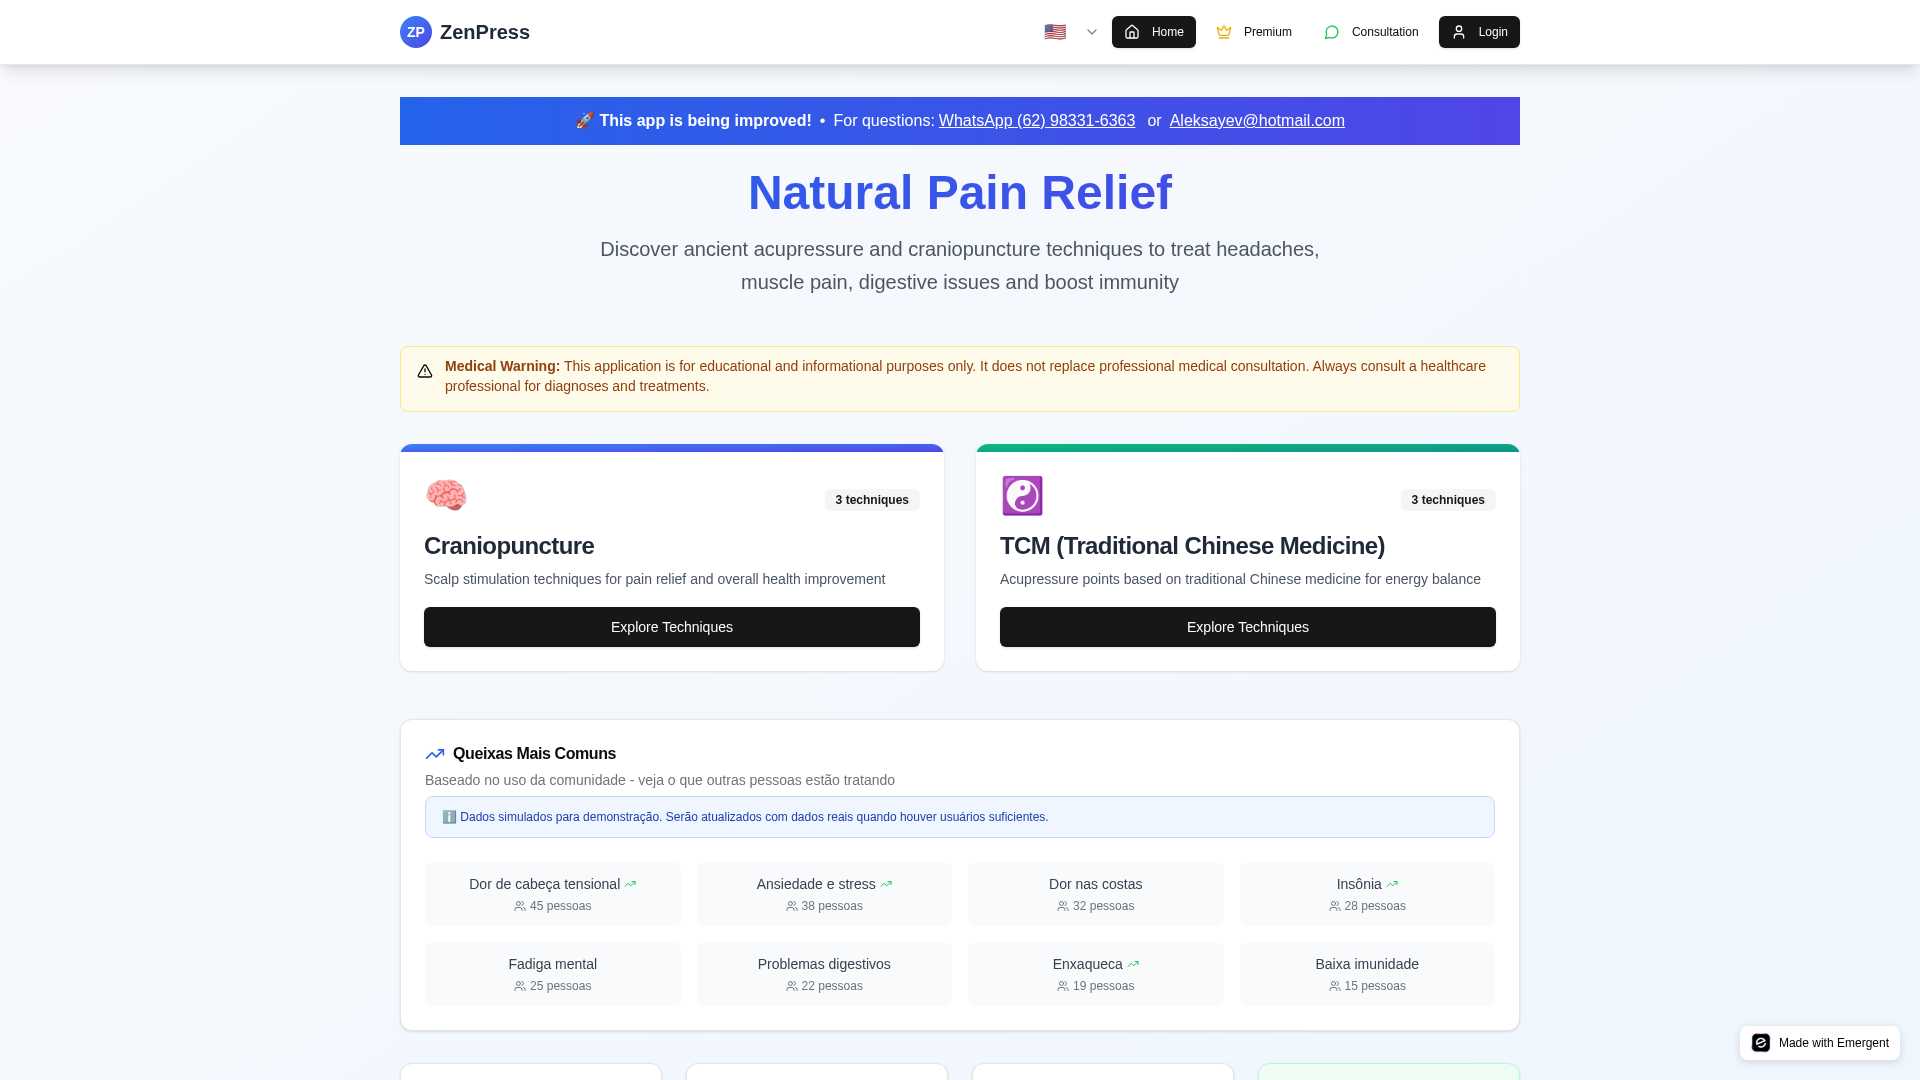 ZP ZenPress
Home
Premium
Consultation
Login
🚀 This app is being improved! • For questions: WhatsApp (62) 98331-6363 or Aleksayev@hotmail.com
Natural Pain Relief
Discover ancient acupressure and craniopuncture techniques to treat headaches,
muscle pain, digestive issues and boost immunity
Medical Warning: This application is for educational and informational purposes only. It does not replace professional medical consultation. Always consult a healthcare
professional for diagnoses and treatments.
3 techniques
Craniopuncture
Scalp stimulation techniques for pain relief and overall health improvement
Explore Techniques
3 techniques
TCM (Traditional Chinese Medicine)
Acupressure points based on traditional Chinese medicine for energy balance
Explore Techniques
Queixas Mais Comuns
Baseado no uso da comunidade - veja o que outras pessoas estão tratando
ℹ️ Dados simulados para demonstração. Serão atualizados com dados reais quando houver usuários suficientes.
Dor de cabeça tensional
45 pessoas
Ansiedade e stress
38 pessoas
Dor nas costas
32 pessoas
Insônia
28 pessoas
Fadiga mental
25 pessoas
Problemas digestivos
22 pessoas
Enxaqueca
19 pessoas
Baixa imunidade
15 pessoas
Made with Emergent